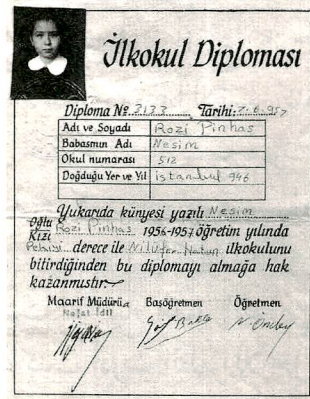 İlkokul Diploması
Diploma № 3133 Tarihi: 7.6.957
Adı ve Soyadı Rozi Pinhas
Babasının Adı Nesim
Okul numarası 512
Doğduğu Yer ve Yıl istanbul 946
Yukarıda künyesi yazılı Nesim
Oğlu
Kızı Rozi Pinhas 1956-1957 öğretim yılında
Pekiyi derece ile Nilüfer Hatun ilkokulunu
bitirdiğinden bu diplomayı almağa hak
kazanmıştır.
Maarif Müdürü Başöğretmen Öğretmen